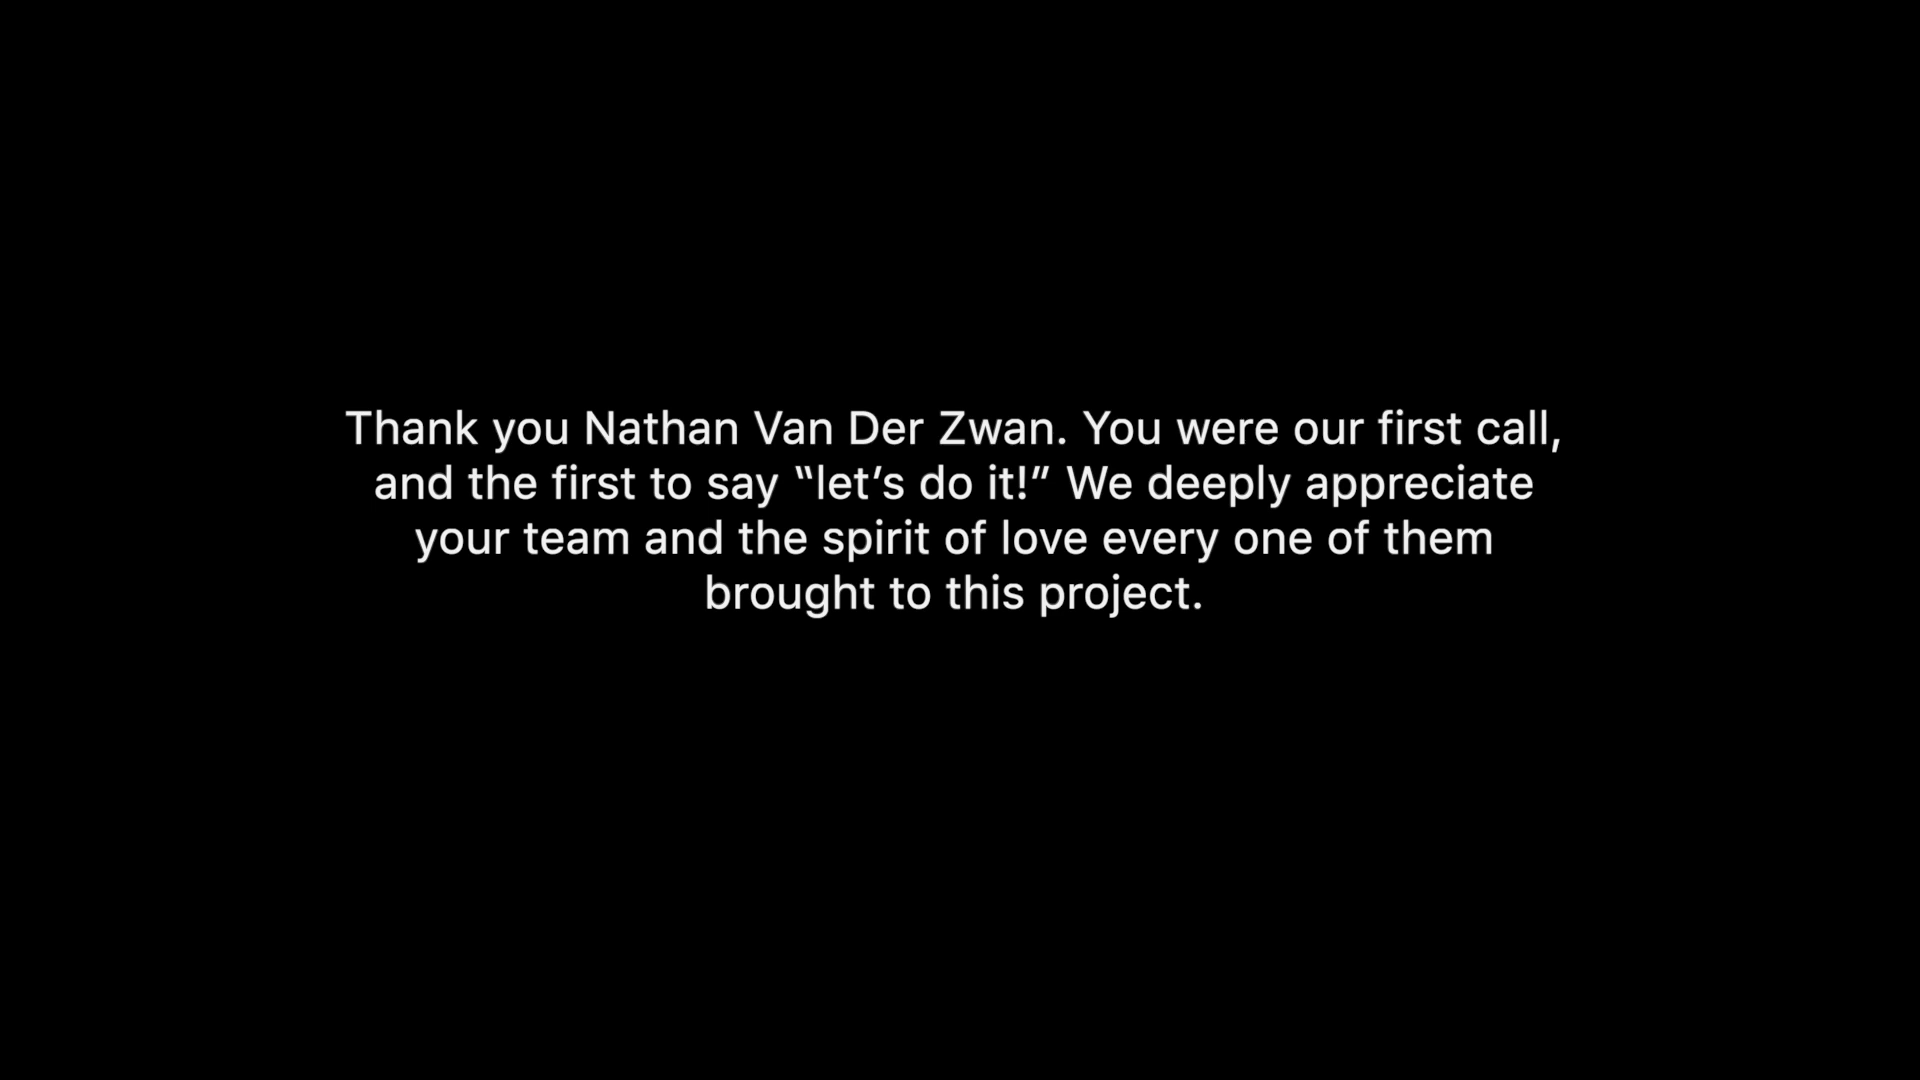 Thank you Nathan Van Der Zwan. You were our first call,
and the first to say “let’s do it!” We deeply appreciate
your team and the spirit of love every one of them
brought to this project.